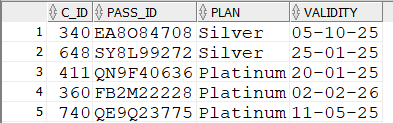 C_ID PASS_ID PLAN VALIDITY
1 340 EA8O84708 Silver 05-10-25
2 648 SY8L99272 Silver 25-01-25
3 411 QN9F40636 Platinum 20-01-25
4 360 FB2M22228 Platinum 02-02-26
5 740 QE9Q23775 Platinum 11-05-25